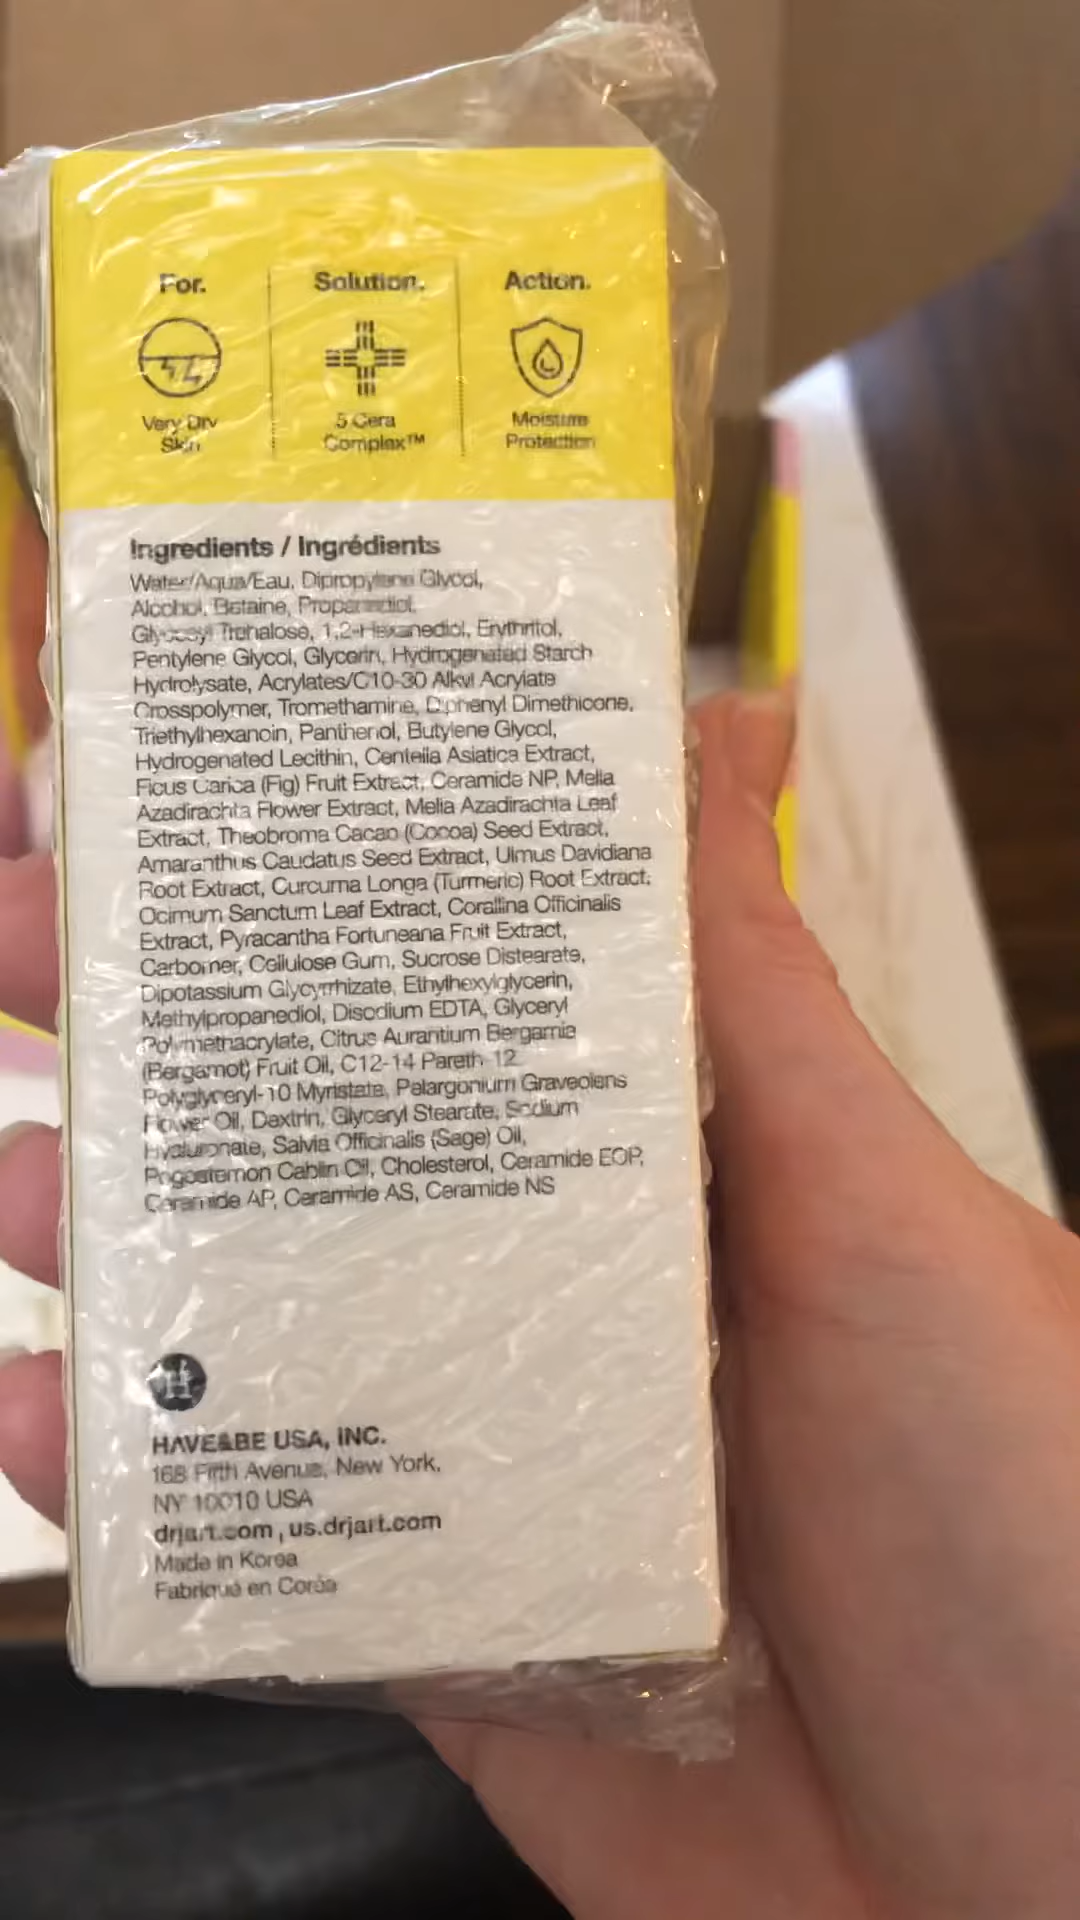 For.
Solution.
Action.
Very Dry
Skin
5 Cera
Complex™
Moisture
Protection
Ingredients / Ingrédients
Water/Aqua/Eau, Dipropylene Glycol,
Alcohol, Betaine, Propanediol,
Glycosyl Trehalose, 1,2-Hexanediol, Erythritol,
Pentylene Glycol, Glycerin, Hydrogenated Starch
Hydrolysate, Acrylates/C10-30 Alkyl Acrylate
Crosspolymer, Tromethamine, Diphenyl Dimethicone,
Triethylhexanoin, Panthenol, Butylene Glycol,
Hydrogenated Lecithin, Centella Asiatica Extract,
Ficus Carica (Fig) Fruit Extract, Ceramide NP, Melia
Azadirachta Flower Extract, Melia Azadirachta Leaf
Extract, Theobroma Cacao (Cocoa) Seed Extract,
Amaranthus Caudatus Seed Extract, Ulmus Davidiana
Root Extract, Curcuma Longa (Turmeric) Root Extract,
Ocimum Sanctum Leaf Extract, Corallina Officinalis
Extract, Pyracantha Fortuneana Fruit Extract,
Carbomer, Cellulose Gum, Sucrose Distearate,
Dipotassium Glycyrrhizate, Ethylhexylglycerin,
Methylpropanediol, Disodium EDTA, Glyceryl
Polymethacrylate, Citrus Aurantium Bergamia
(Bergamot) Fruit Oil, C12-14 Pareth-12,
Polyglyceryl-10 Myristate, Pelargonium Graveolens
Flower Oil, Dextrin, Glyceryl Stearate, Sodium
Hyaluronate, Salvia Officinalis (Sage) Oil,
Pogostemon Cablin Oil, Cholesterol, Ceramide EOP,
Ceramide AP, Ceramide AS, Ceramide NS
H
HAVE&BE USA, INC.
168 Fifth Avenue, New York,
NY 10010 USA
drjart.com, us.drjart.com
Made in Korea
Fabriqué en Corée